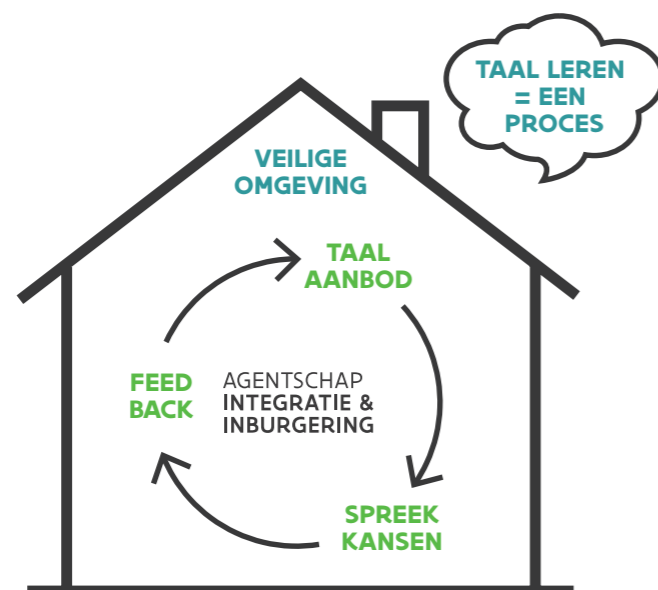 TAAL LEREN
= EEN
PROCES
VEILIGE
OMGEVING
TAAL
AANBOD
FEED
BACK
AGENTSCHAP
INTEGRATIE &
INBURGERING
SPREEK
KANSEN